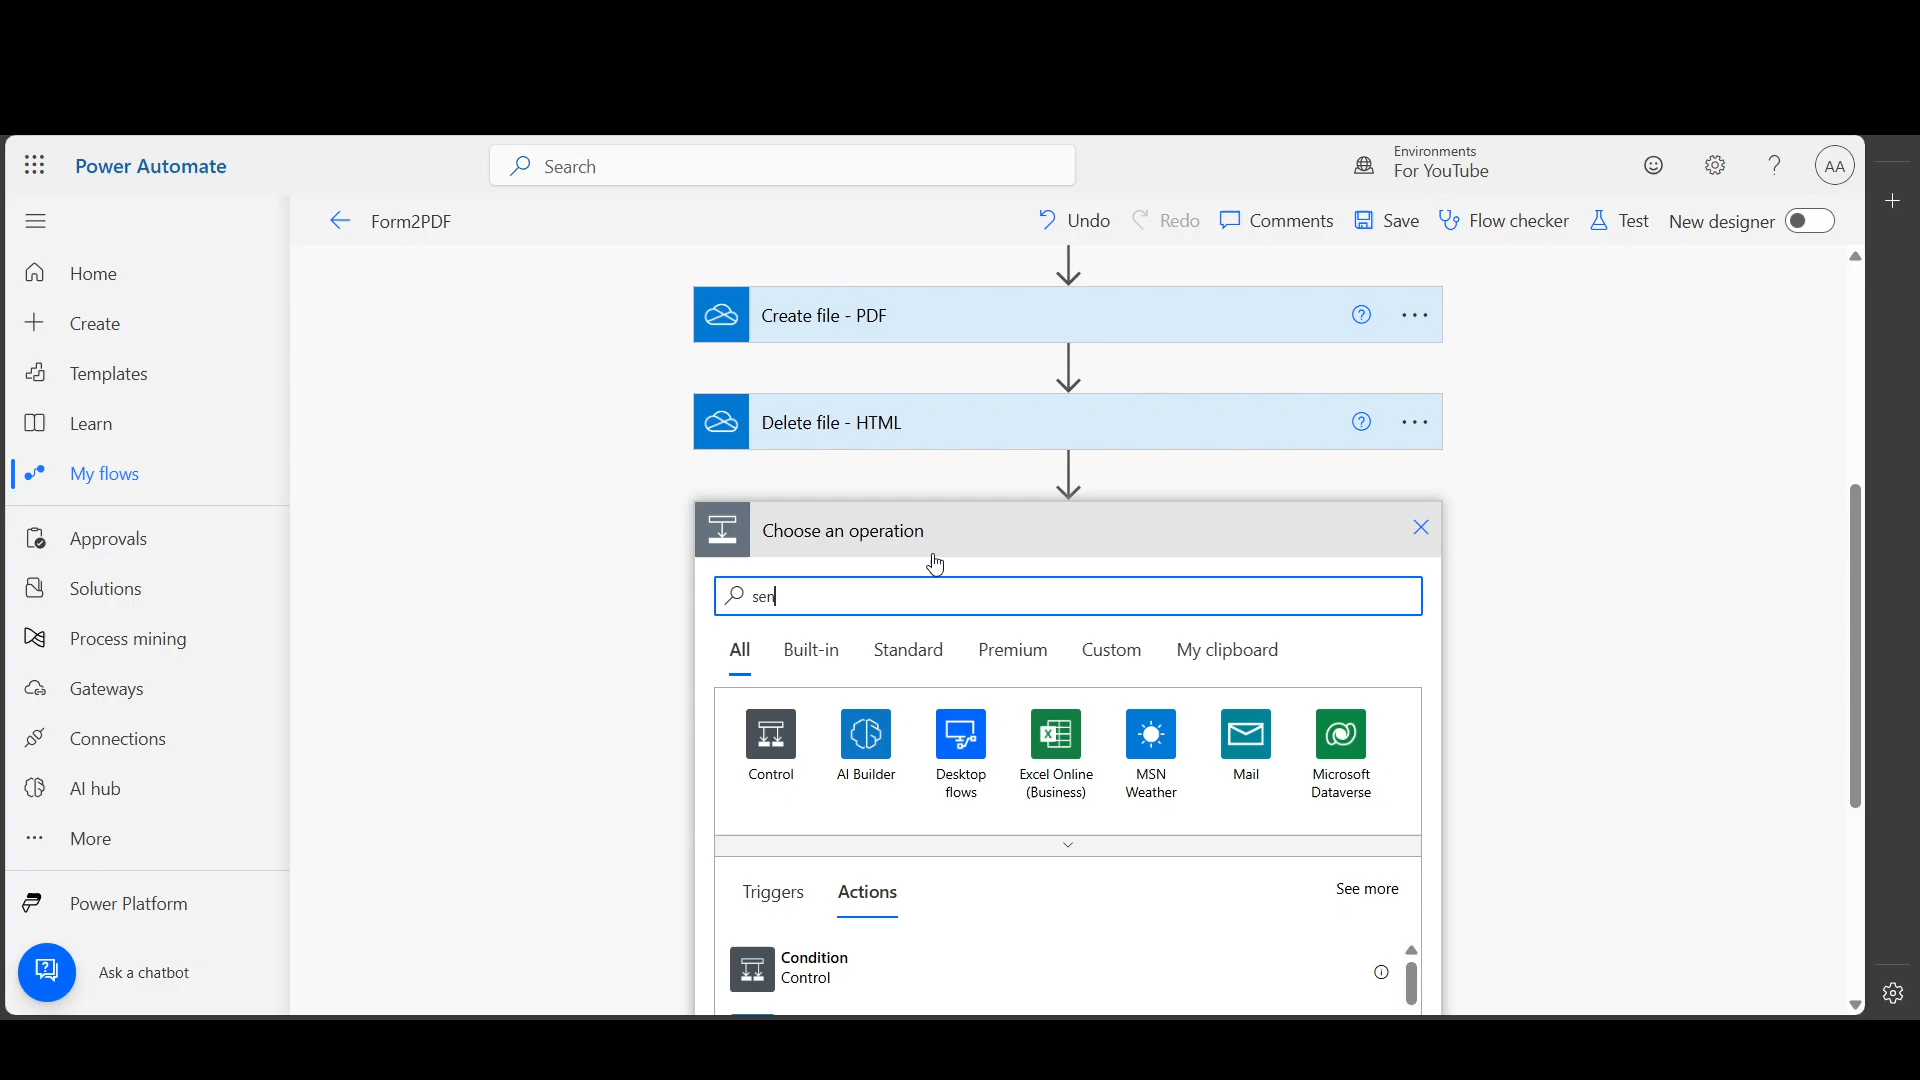 Power Automate
Search
Environments
For YouTube
AA
Form2PDF
Undo
Redo
Comments
Save
Flow checker
Test
New designer
Home
Create
Templates
Learn
My flows
Approvals
Solutions
Process mining
Gateways
Connections
AI hub
More
Power Platform
Ask a chatbot
Create file - PDF
Delete file - HTML
Choose an operation
sen
All
Built-in
Standard
Premium
Custom
My clipboard
Control
AI Builder
Desktop
flows
Excel Online
(Business)
MSN
Weather
Mail
Microsoft
Dataverse
Triggers
Actions
See more
Condition
Control